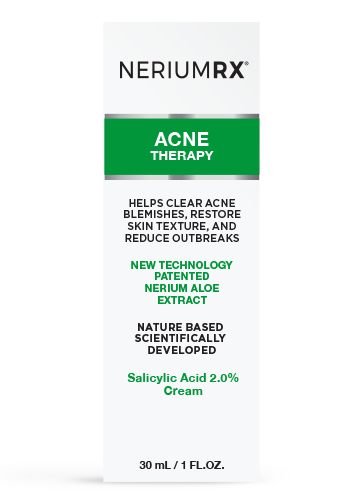 NERIUMRX®
ACNE
THERAPY
HELPS CLEAR ACNE
BLEMISHES, RESTORE
SKIN TEXTURE, AND
REDUCE OUTBREAKS
NEW TECHNOLOGY
PATENTED
NERIUM ALOE
EXTRACT
NATURE BASED
SCIENTIFICALLY
DEVELOPED
Salicylic Acid 2.0%
Cream
30 mL / 1 FL.OZ.